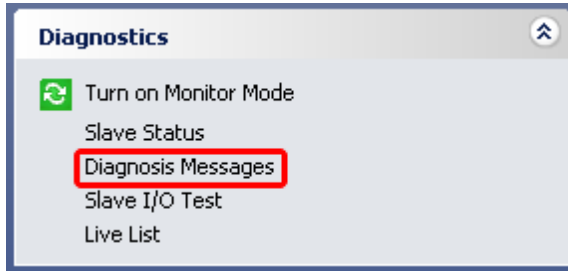 Diagnostics
Turn on Monitor Mode
Slave Status
Diagnosis Messages
Slave I/O Test
Live List